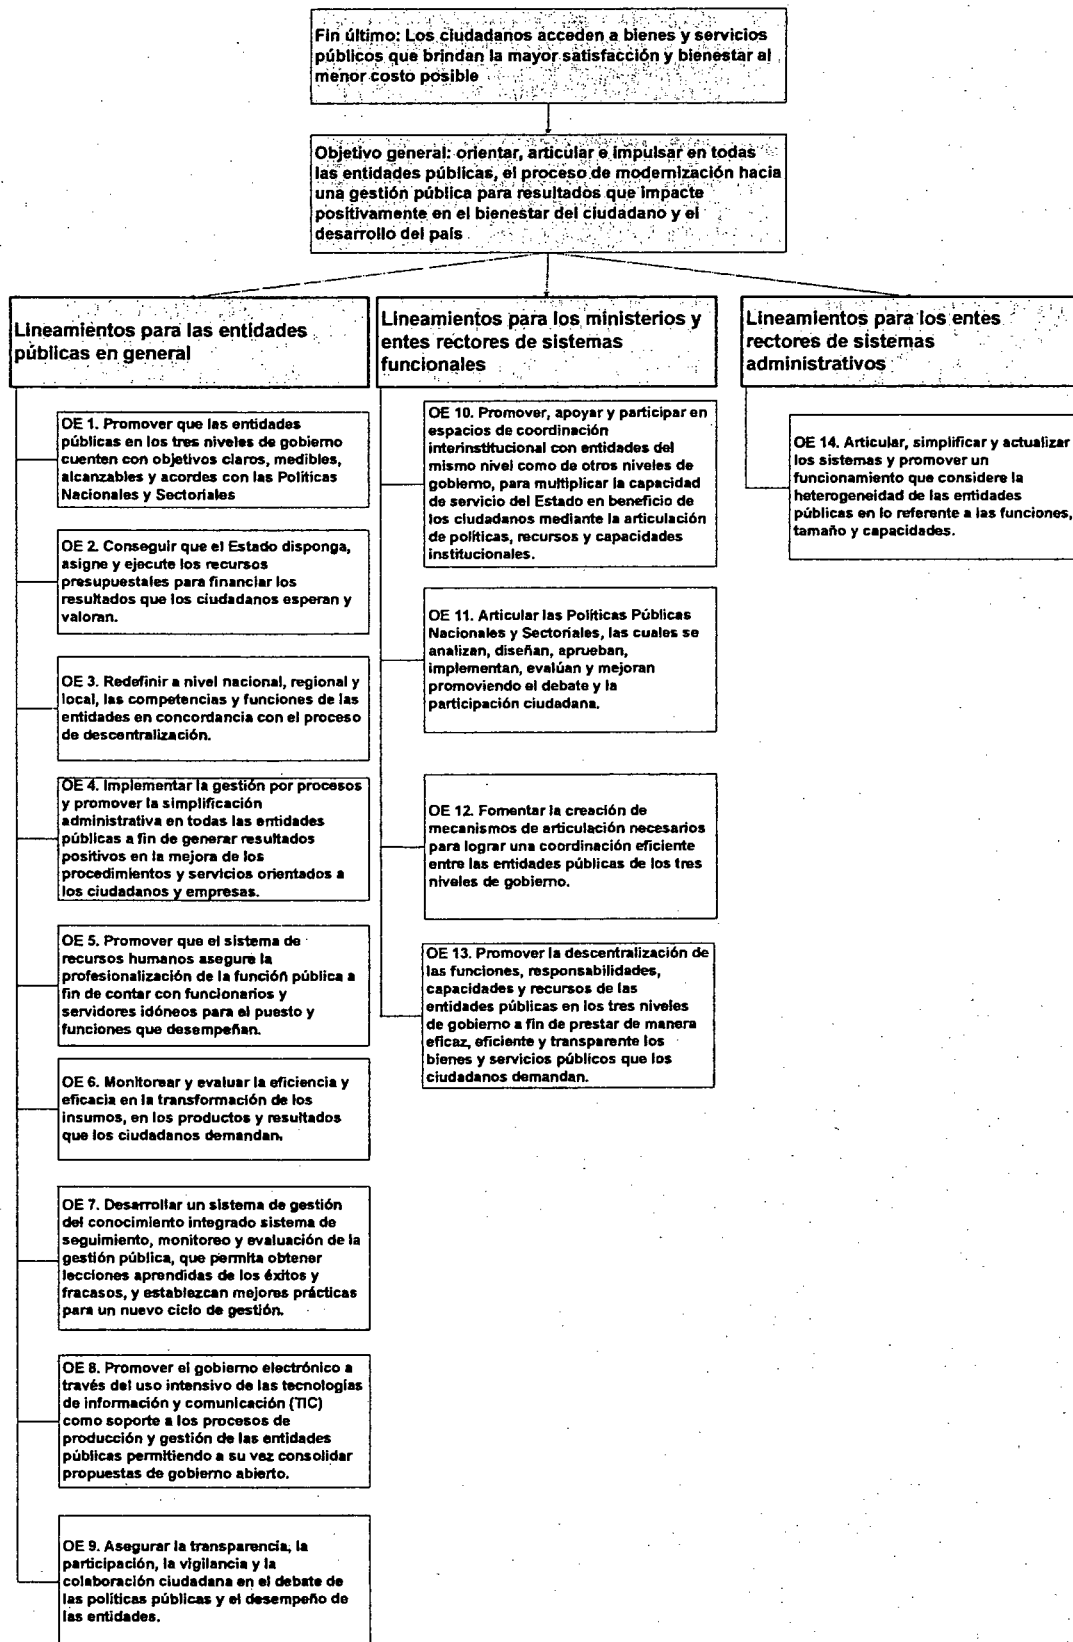 Fin último: Los ciudadanos acceden a bienes y servicios
públicos que brindan la mayor satisfacción y bienestar al
menor costo posible
Objetivo general: orientar, articular e impulsar en todas
las entidades públicas, el proceso de modernización hacia
una gestión pública para resultados que impacte
positivamente en el bienestar del ciudadano y el
desarrollo del país
Lineamientos para las entidades
públicas en general
OE 1. Promover que las entidades
públicas en los tres niveles de gobierno
cuenten con objetivos claros, medibles,
alcanzables y acordes con las Políticas
Nacionales y Sectoriales
OE 2. Conseguir que el Estado disponga,
asigne y ejecute los recursos
presupuestales para financiar los
resultados que los ciudadanos esperan y
valoran.
OE 3. Redefinir a nivel nacional, regional y
local, las competencias y funciones de las
entidades en concordancia con el proceso
de descentralización.
OE 4. Implementar la gestión por procesos
y promover la simplificación
administrativa en todas las entidades
públicas a fin de generar resultados
positivos en la mejora de los
procedimientos y servicios orientados a
los ciudadanos y empresas.
OE 5. Promover que el sistema de
recursos humanos asegure la
profesionalización de la función pública a
fin de contar con funcionarios y
servidores idóneos para el puesto y
funciones que desempeñan.
OE 6. Monitorear y evaluar la eficiencia y
eficacia en la transformación de los
insumos, en los productos y resultados
que los ciudadanos demandan.
OE 7. Desarrollar un sistema de gestión
del conocimiento integrado sistema de
seguimiento, monitoreo y evaluación de la
gestión pública, que permita obtener
lecciones aprendidas de los éxitos y
fracasos, y establezcan mejores prácticas
para un nuevo ciclo de gestión.
OE 8. Promover el gobierno electrónico a
través del uso intensivo de las tecnologías
de información y comunicación (TIC)
como soporte a los procesos de
producción y gestión de las entidades
públicas permitiendo a su vez consolidar
propuestas de gobierno abierto.
OE 9. Asegurar la transparencia, la
participación, la vigilancia y la
colaboración ciudadana en el debate de
las políticas públicas y el desempeño de
las entidades.
Lineamientos para los ministerios y
entes rectores de sistemas
funcionales
OE 10. Promover, apoyar y participar en
espacios de coordinación
interinstitucional con entidades del
mismo nivel como de otros niveles de
gobierno, para multiplicar la capacidad
de servicio del Estado en beneficio de
los ciudadanos mediante la articulación
de políticas, recursos y capacidades
institucionales.
OE 11. Articular las Políticas Públicas
Nacionales y Sectoriales, las cuales se
analizan, diseñan, aprueban,
implementan, evalúan y mejoran
promoviendo el debate y la
participación ciudadana.
OE 12. Fomentar la creación de
mecanismos de articulación necesarios
para lograr una coordinación eficiente
entre las entidades públicas de los tres
niveles de gobierno.
OE 13. Promover la descentralización de
las funciones, responsabilidades,
capacidades y recursos de las
entidades públicas en los tres niveles
de gobierno a fin de prestar de manera
eficaz, eficiente y transparente los
bienes y servicios públicos que los
ciudadanos demandan.
Lineamientos para los entes
rectores de sistemas
administrativos
OE 14. Articular, simplificar y actualizar
los sistemas y promover un
funcionamiento que considere la
heterogeneidad de las entidades
públicas en lo referente a las funciones,
tamaño y capacidades.